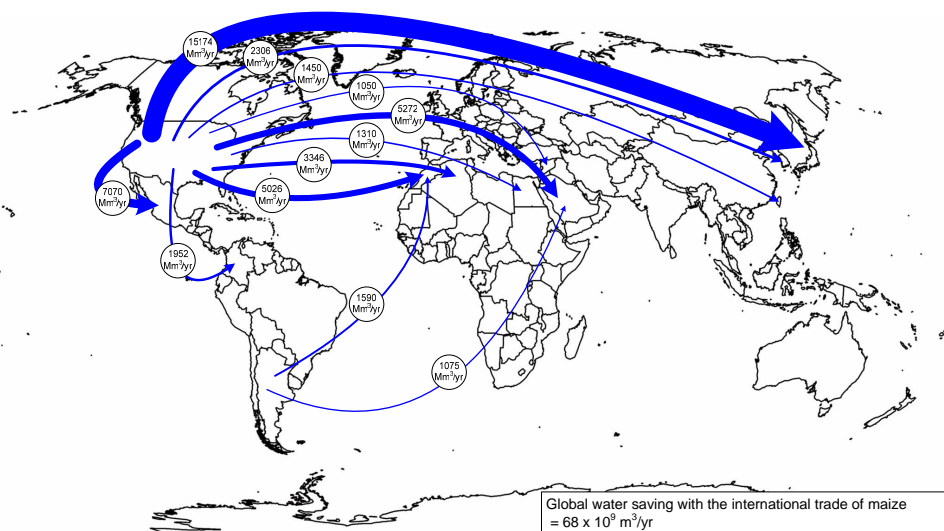 15174
Mm³/yr
2306
Mm³/yr
1450
Mm³/yr
1050
Mm³/yr
5272
Mm³/yr
1310
Mm³/yr
3346
Mm³/yr
5026
Mm³/yr
7070
Mm³/yr
1952
Mm³/yr
1590
Mm³/yr
1075
Mm³/yr
Global water saving with the international trade of maize
= 68 x 10⁹ m³/yr